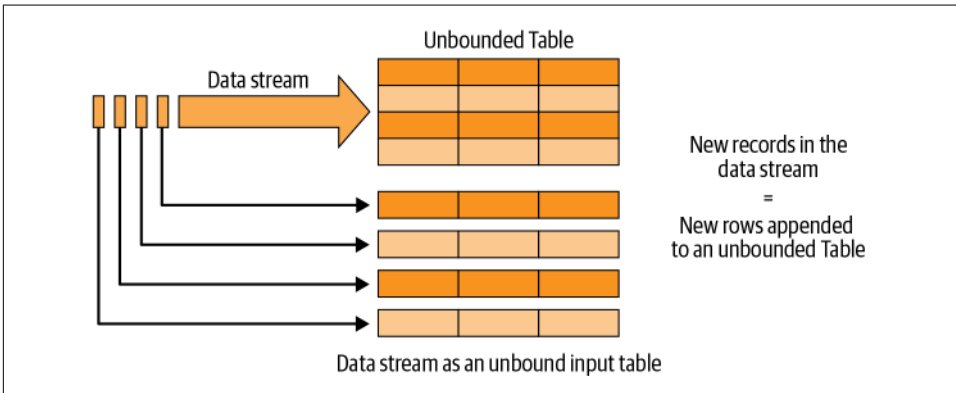 Unbounded Table
Data stream
New records in the
data stream
=
New rows appended
to an unbounded Table
Data stream as an unbound input table